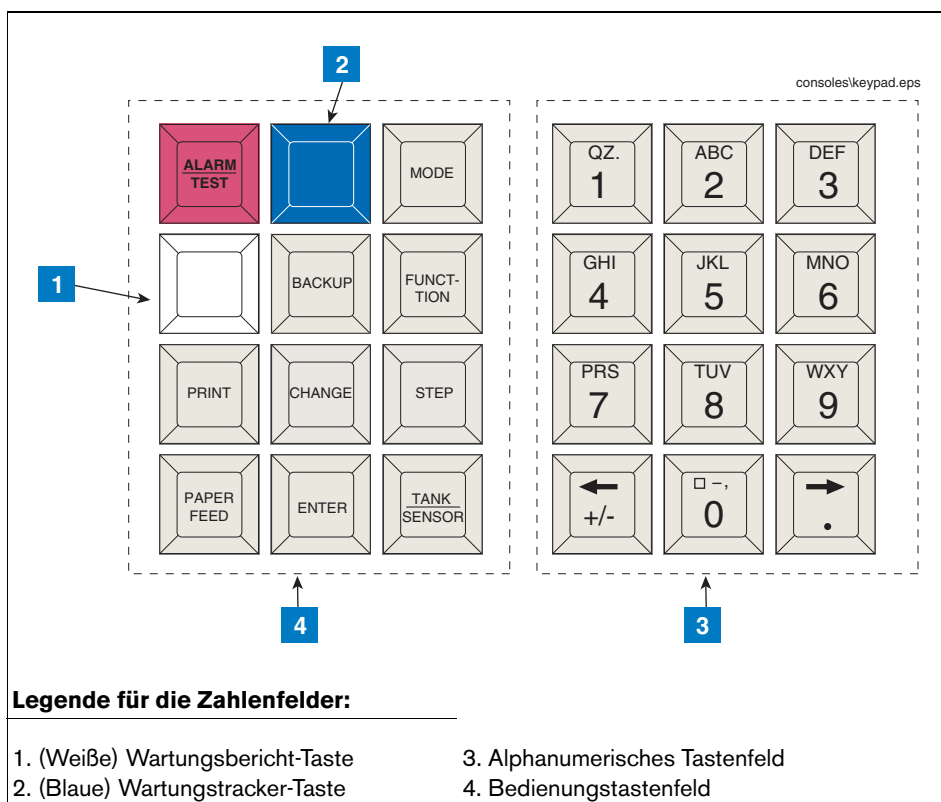 2
consoles\keypad.eps
ALARM
TEST
MODE
QZ.
1
ABC
2
DEF
3
1
BACKUP
FUNCT-
TION
GHI
4
JKL
5
MNO
6
PRINT
CHANGE
STEP
PRS
7
TUV
8
WXY
9
PAPER
FEED
ENTER
TANK
SENSOR
+/-
□ –,
0
.
4
3
Legende für die Zahlenfelder:
1. (Weiße) Wartungsbericht-Taste
2. (Blaue) Wartungstracker-Taste
3. Alphanumerisches Tastenfeld
4. Bedienungstastenfeld